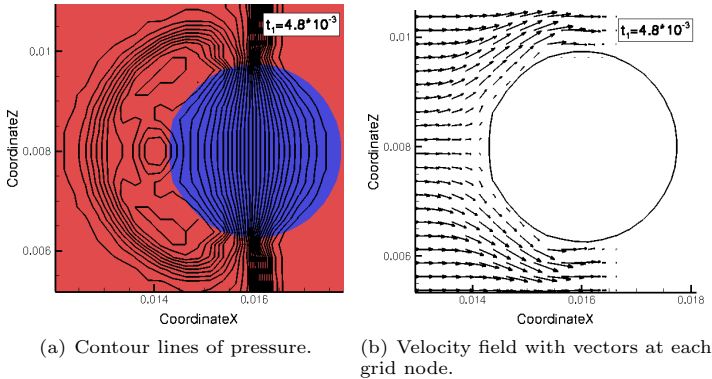 t₁=4.8*10⁻³
0.01
0.008
0.006
CoordinateZ
0.014
0.016
CoordinateX
(a) Contour lines of pressure.
t₁=4.8*10⁻³
0.01
0.008
0.006
CoordinateZ
0.014
0.016
0.018
CoordinateX
(b) Velocity field with vectors at each
grid node.